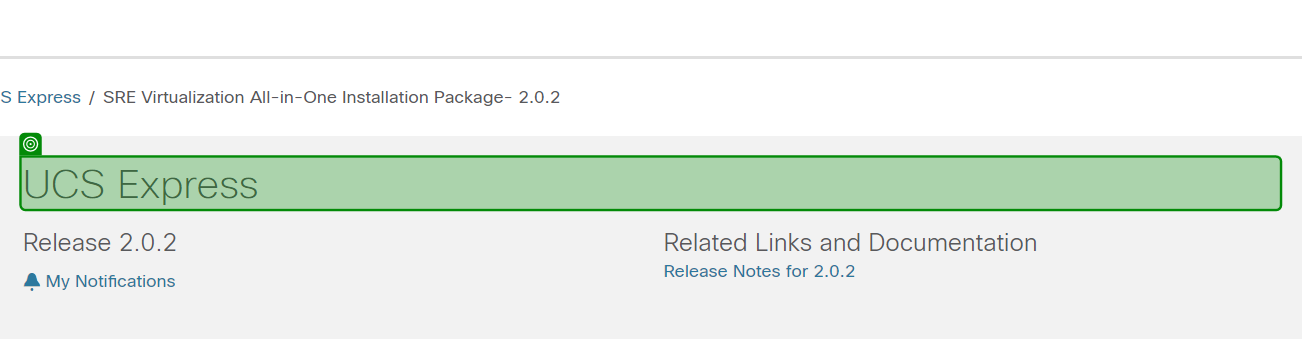 S Express / SRE Virtualization All-in-One Installation Package- 2.0.2
UCS Express
Release 2.0.2
My Notifications
Related Links and Documentation
Release Notes for 2.0.2